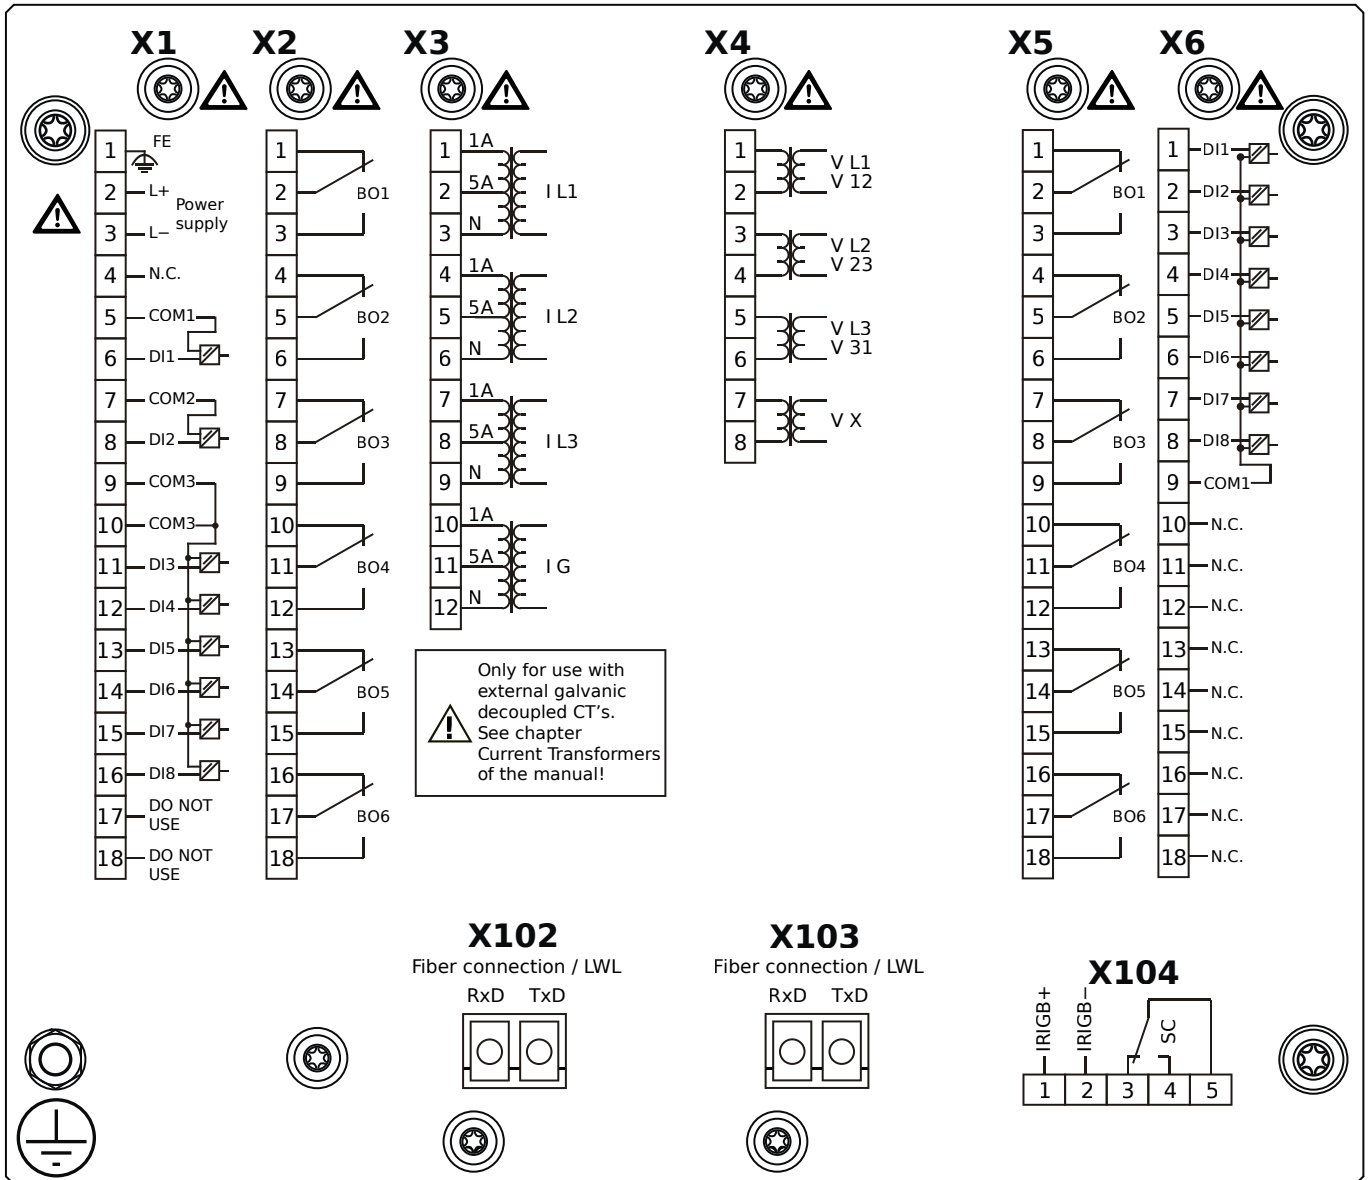 X1
X2
X3
X4
X5
X6
1 FE
2 L+
Power
supply
3 L−
4 N.C.
5 COM1
6 DI1
7 COM2
8 DI2
9 COM3
10 COM3
11 DI3
12 DI4
13 DI5
14 DI6
15 DI7
16 DI8
17 DO NOT
USE
18 DO NOT
USE
1
2 BO1
3
4
5 BO2
6
7
8 BO3
9
10
11 BO4
12
13
14 BO5
15
16
17 BO6
18
1 1A
2 5A I L1
3 N
4 1A
5 5A I L2
6 N
7 1A
8 5A I L3
9 N
10 1A
11 5A I G
12 N
Only for use with
external galvanic
decoupled CT's.
See chapter
Current Transformers
of the manual!
1 V L1
2 V 12
3 V L2
4 V 23
5 V L3
6 V 31
7 V X
8
1
2 BO1
3
4
5 BO2
6
7
8 BO3
9
10
11 BO4
12
13
14 BO5
15
16
17 BO6
18
1 DI1
2 DI2
3 DI3
4 DI4
5 DI5
6 DI6
7 DI7
8 DI8
9 COM1
10 N.C.
11 N.C.
12 N.C.
13 N.C.
14 N.C.
15 N.C.
16 N.C.
17 N.C.
18 N.C.
X102
Fiber connection / LWL
RxD TxD
X103
Fiber connection / LWL
RxD TxD
X104
IRIGB+
IRIGB−
SC
1 2 3 4 5